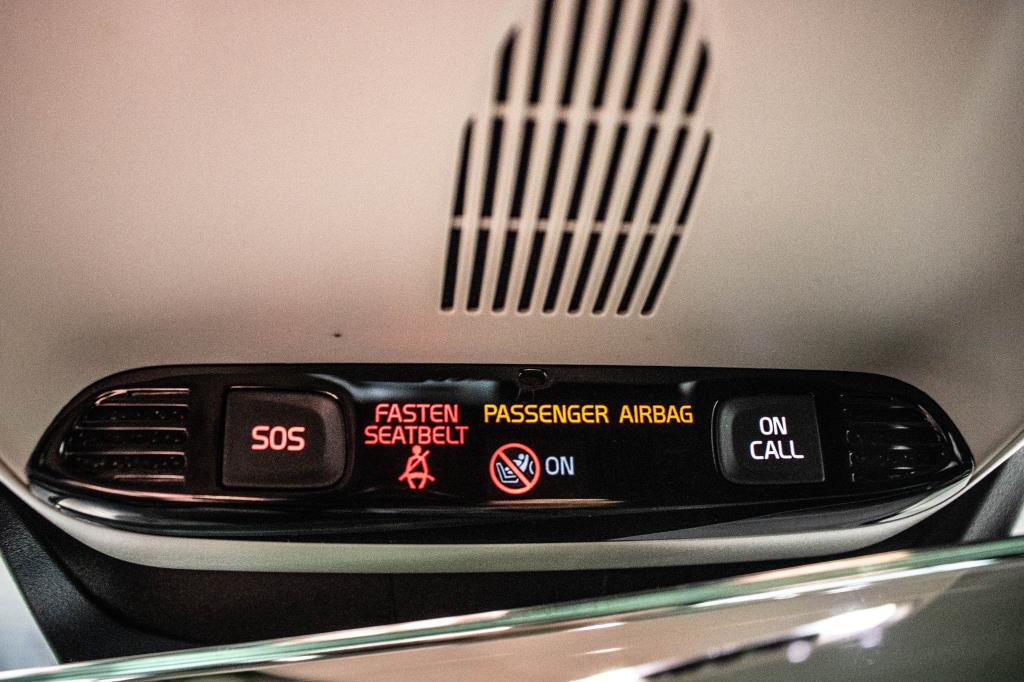 SOS
FASTEN
SEATBELT
PASSENGER AIRBAG
ON
ON
CALL